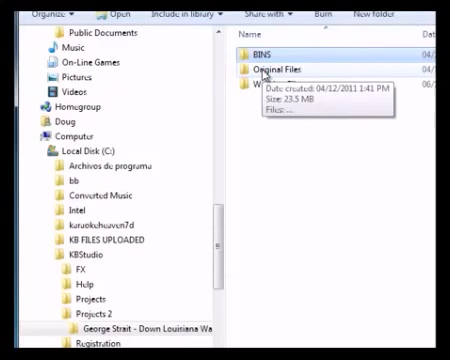 Organize Open Include in library Share with Burn New folder
Public Documents
Music
On-Line Games
Pictures
Videos
Homegroup
Doug
Computer
Local Disk (C:)
Archivos de programa
bb
Converted Music
Intel
karaokeheaven7d
KB FILES UPLOADED
KBStudio
FX
Help
Projects
Projects 2
George Strait - Down Louisiana Wa
Registration
Name Da
BINS 04/
Original Files 04/
W 06/
Date created: 04/12/2011 1:41 PM
Size: 23.5 MB
Files: ...